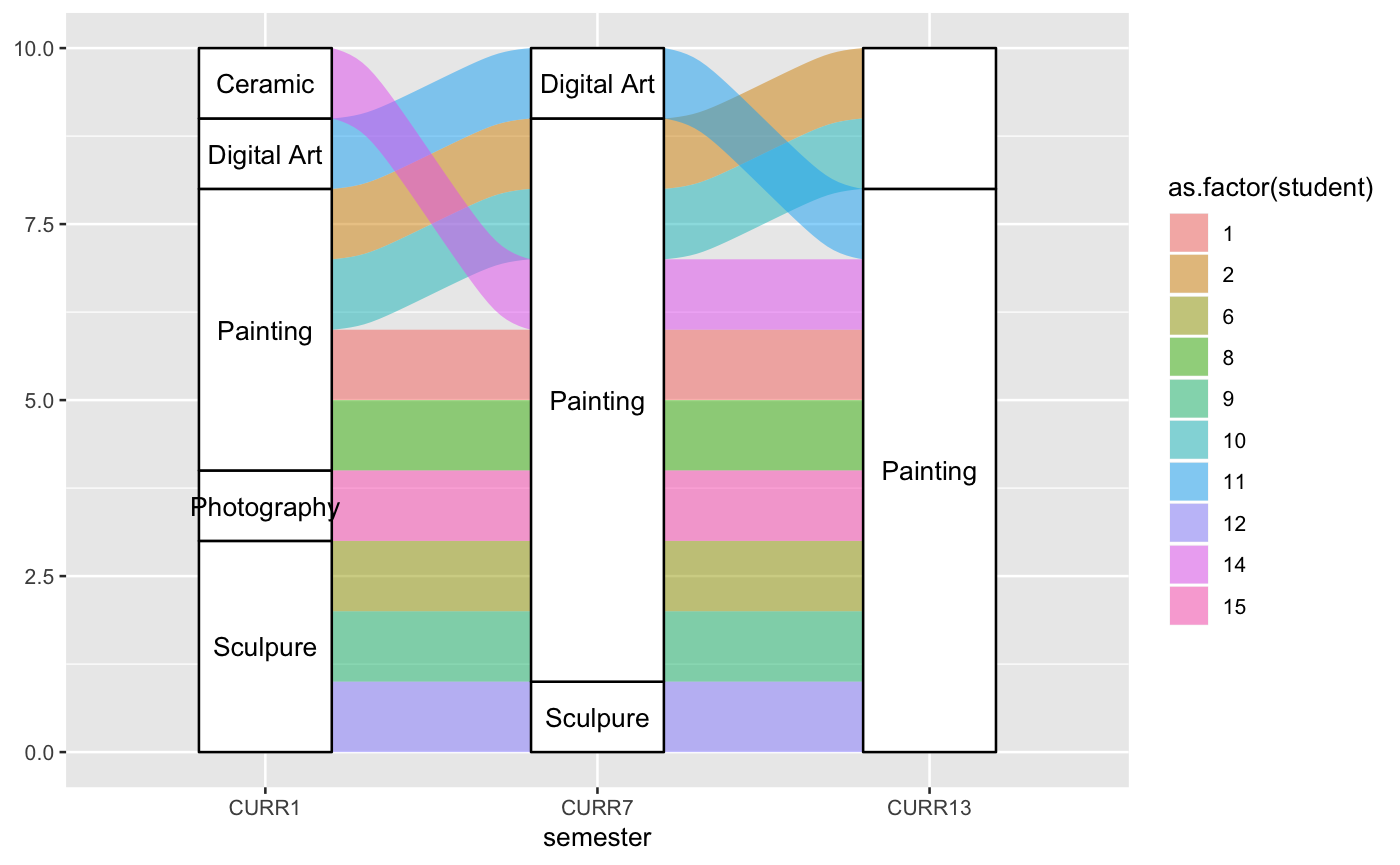 10.0
7.5
5.0
2.5
0.0
Ceramic
Digital Art
Painting
Photography
Sculpure
Digital Art
Painting
Sculpure
Painting
CURR1
CURR7
CURR13
semester
as.factor(student)
1
2
6
8
9
10
11
12
14
15